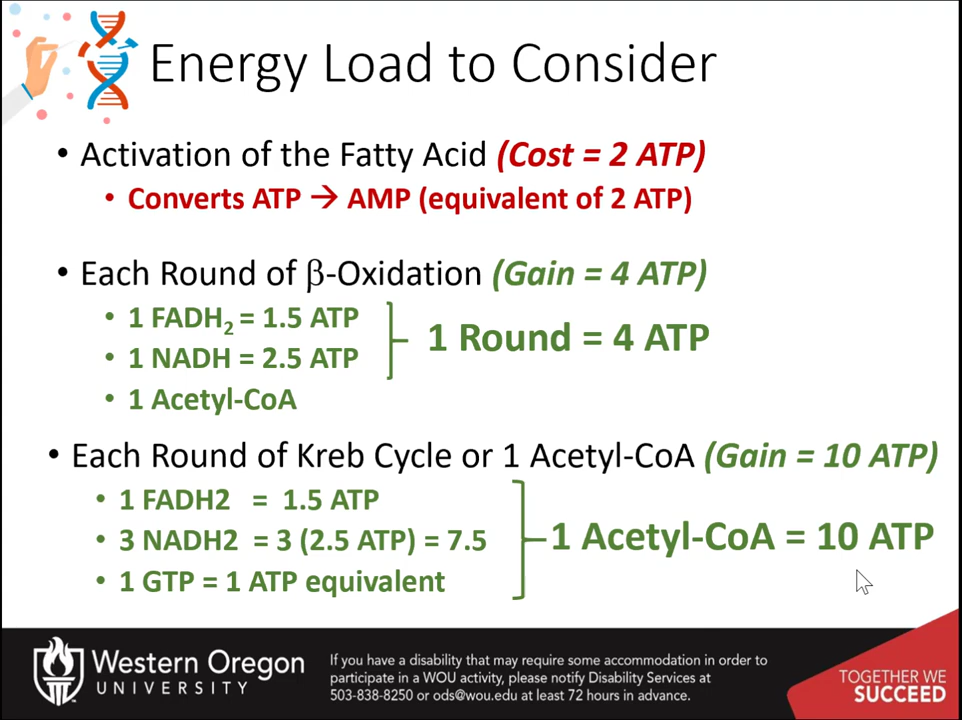 Energy Load to Consider
• Activation of the Fatty Acid (Cost = 2 ATP)
• Converts ATP → AMP (equivalent of 2 ATP)
• Each Round of β-Oxidation (Gain = 4 ATP)
• 1 FADH₂ = 1.5 ATP
• 1 NADH = 2.5 ATP
1 Round = 4 ATP
• 1 Acetyl-CoA
• Each Round of Kreb Cycle or 1 Acetyl-CoA (Gain = 10 ATP)
• 1 FADH2 = 1.5 ATP
• 3 NADH2 = 3 (2.5 ATP) = 7.5
1 Acetyl-CoA = 10 ATP
• 1 GTP = 1 ATP equivalent
Western Oregon
UNIVERSITY
If you have a disability that may require some accommodation in order to
participate in a WOU activity, please notify Disability Services at
503-838-8250 or ods@wou.edu at least 72 hours in advance.
TOGETHER WE
SUCCEED